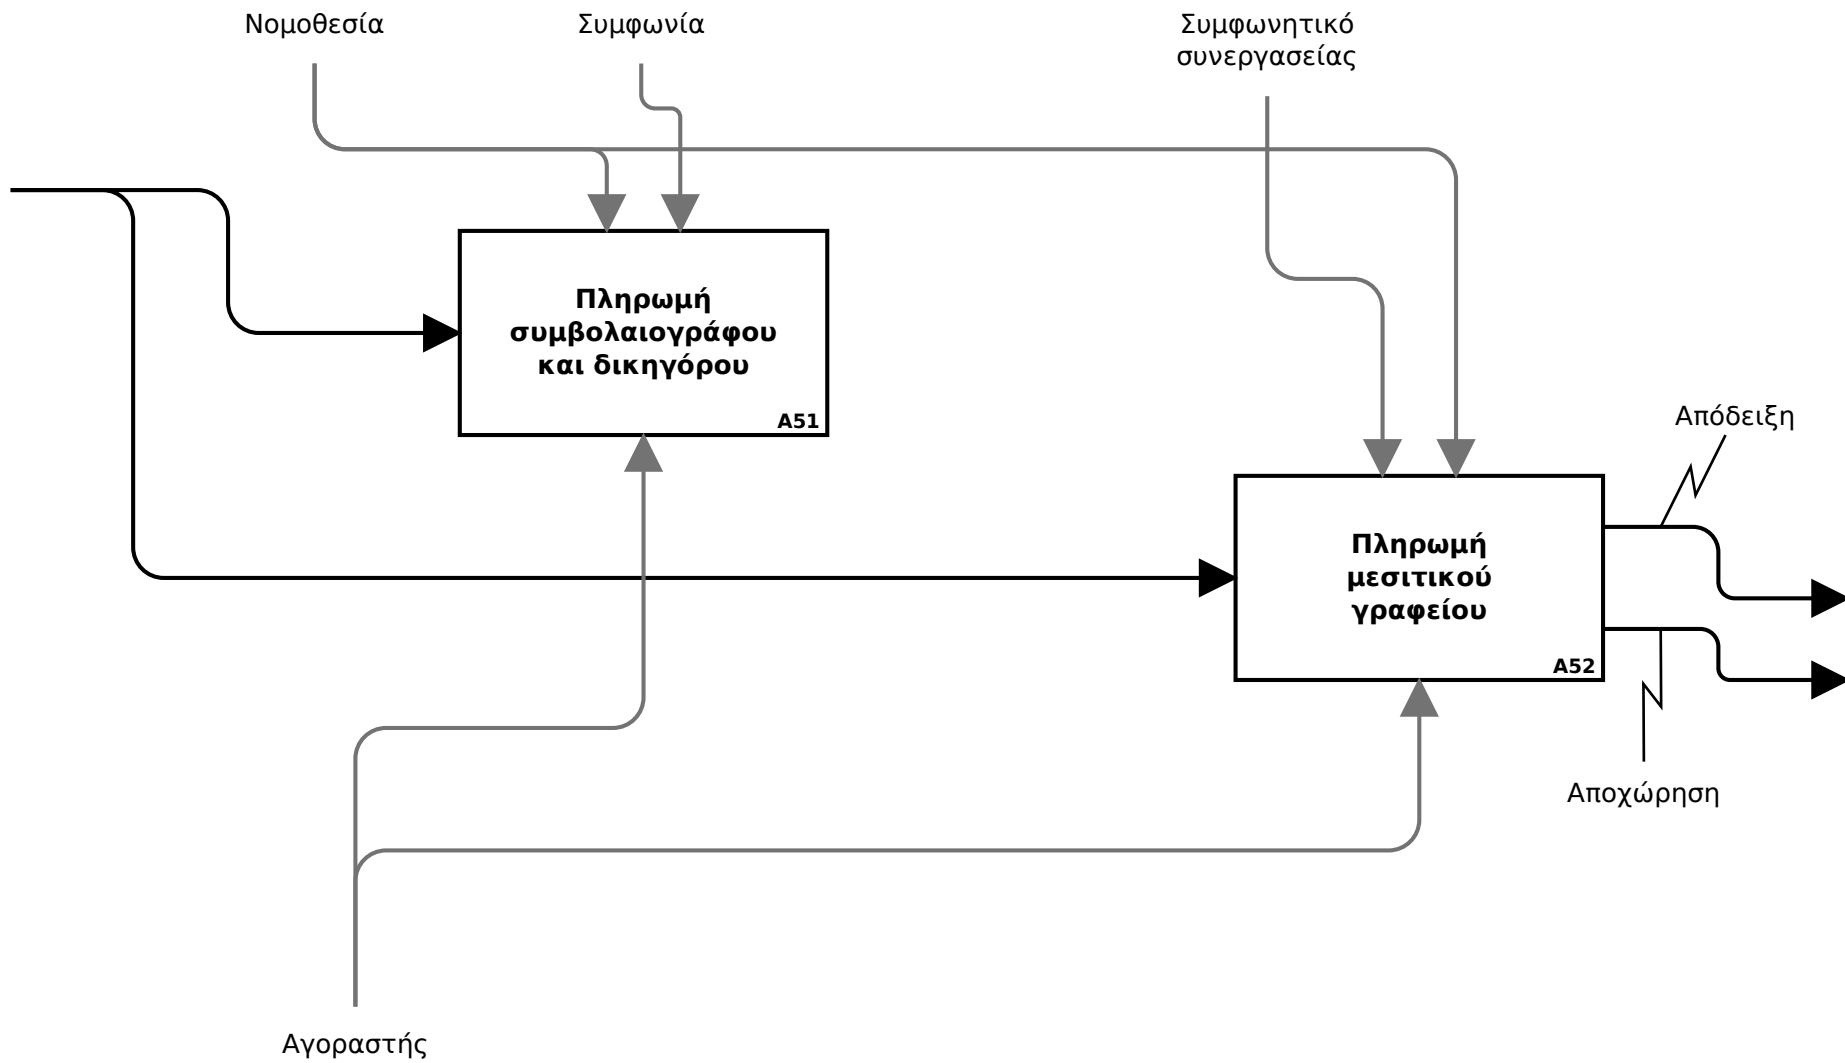 Νομοθεσία
Συμφωνία
Συμφωνητικό
συνεργασείας
Πληρωμή
συμβολαιογράφου
και δικηγόρου
A51
Απόδειξη
Πληρωμή
μεσιτικού
γραφείου
A52
Αποχώρηση
Αγοραστής